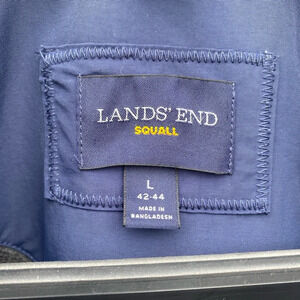 LANDS' END
SQUALL
L
42-44
MADE IN
BANGLADESH